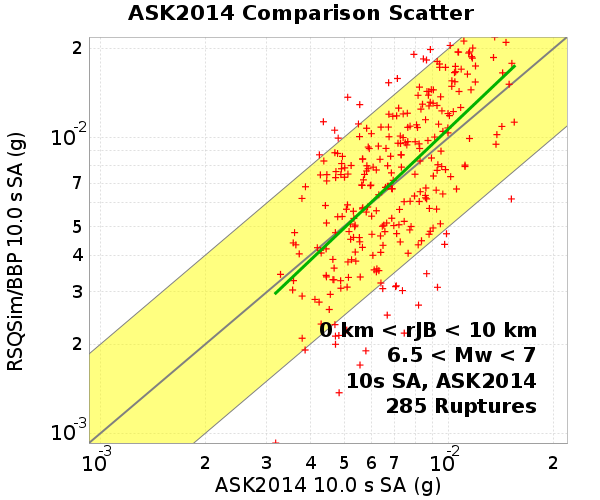 ASK2014 Comparison Scatter
RSQSim/BBP 10.0 s SA (g)
2
10-2
7
5
4
3
2
10-3
0 km < rJB < 10 km
6.5 < Mw < 7
10s SA, ASK2014
285 Ruptures
10-3 2 3 4 5 6 7 10-2 2
ASK2014 10.0 s SA (g)